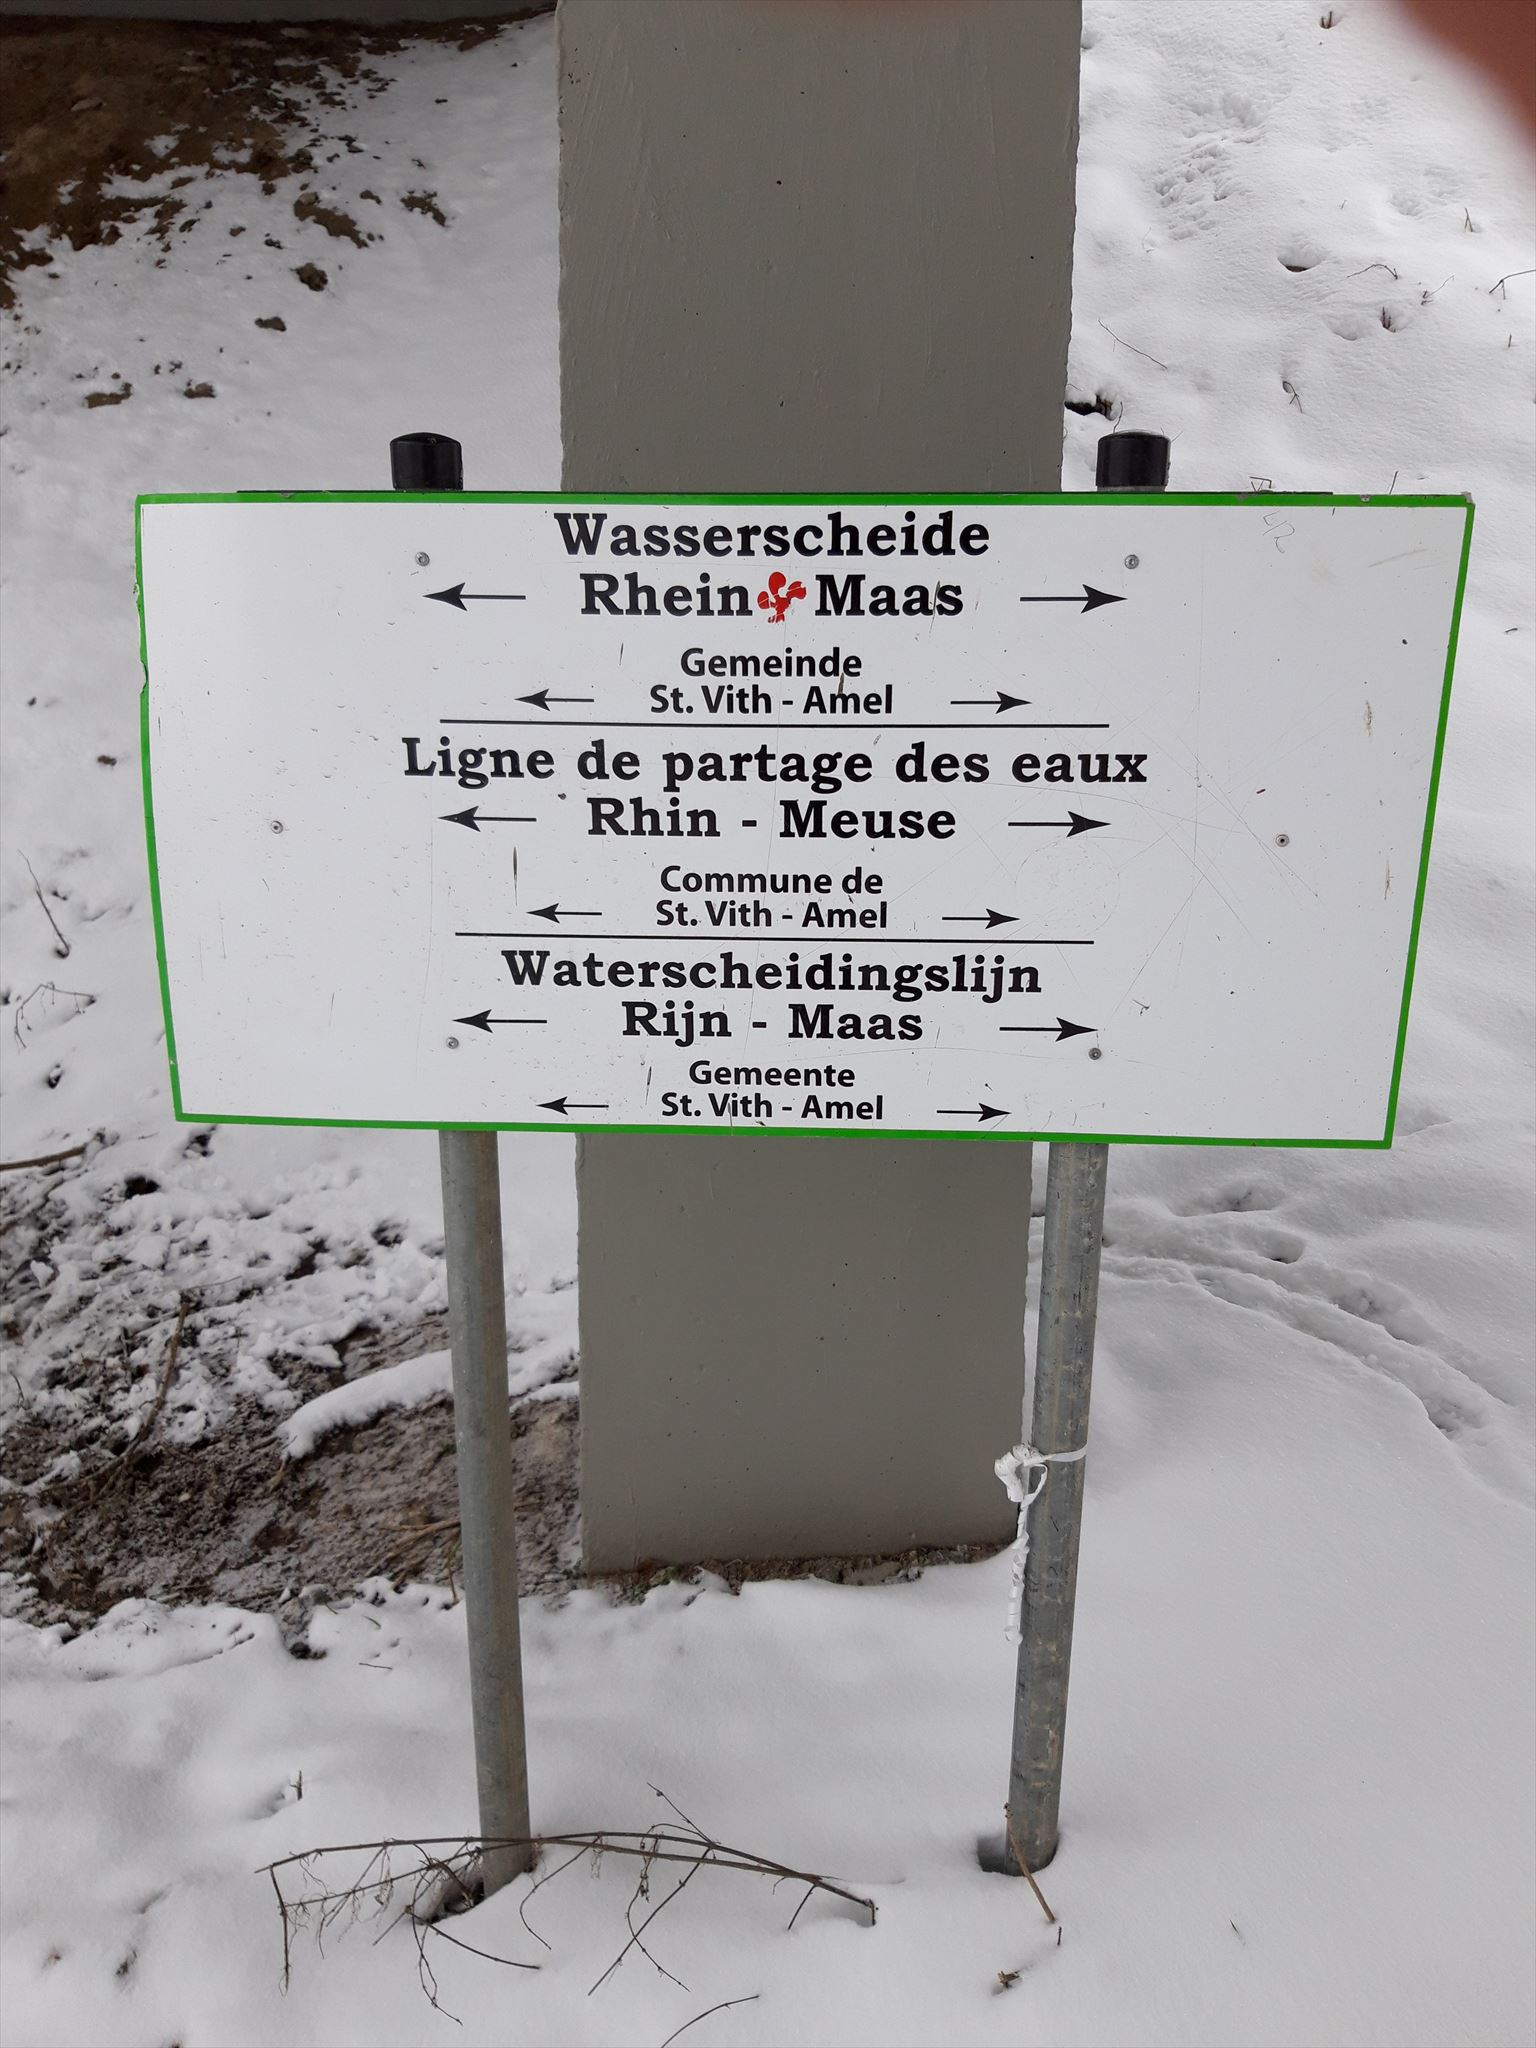 Wasserscheide
Rhein Maas
Gemeinde
St. Vith - Amel
Ligne de partage des eaux
Rhin - Meuse
Commune de
St. Vith - Amel
Waterscheidingslijn
Rijn - Maas
Gemeente
St. Vith - Amel